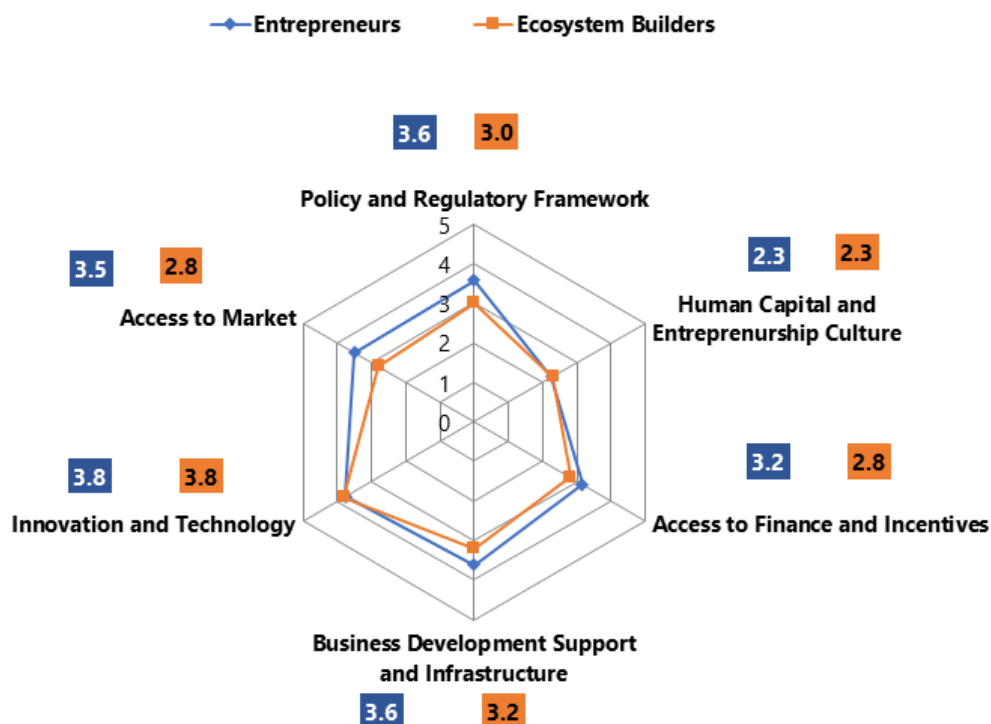 Entrepreneurs Ecosystem Builders
3.6 3.0
Policy and Regulatory Framework
5
4
3
2
1
0
2.3 2.3
Human Capital and
Entreprenurship Culture
3.2 2.8
Access to Finance and Incentives
Business Development Support
and Infrastructure
3.6 3.2
3.8 3.8
Innovation and Technology
3.5 2.8
Access to Market